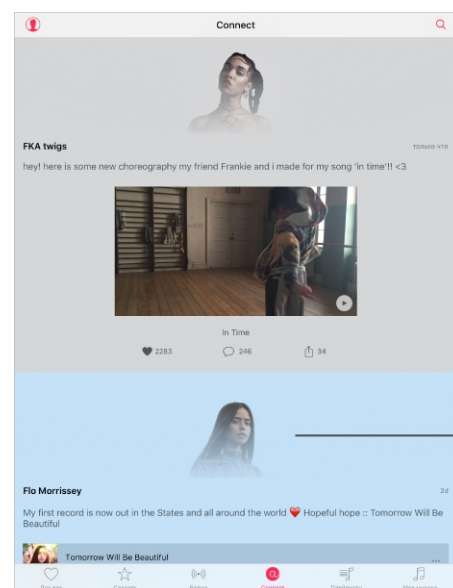 Connect
FKA twigs
только что
hey! here is some new choreography my friend Frankie and i made for my song 'in time'!! <3
In Time
2283
246
34
Flo Morrissey
2d
My first record is now out in the States and all around the world ❤️ Hopeful hope :: Tomorrow Will Be
Beautiful
Tomorrow Will Be Beautiful
...
Connect